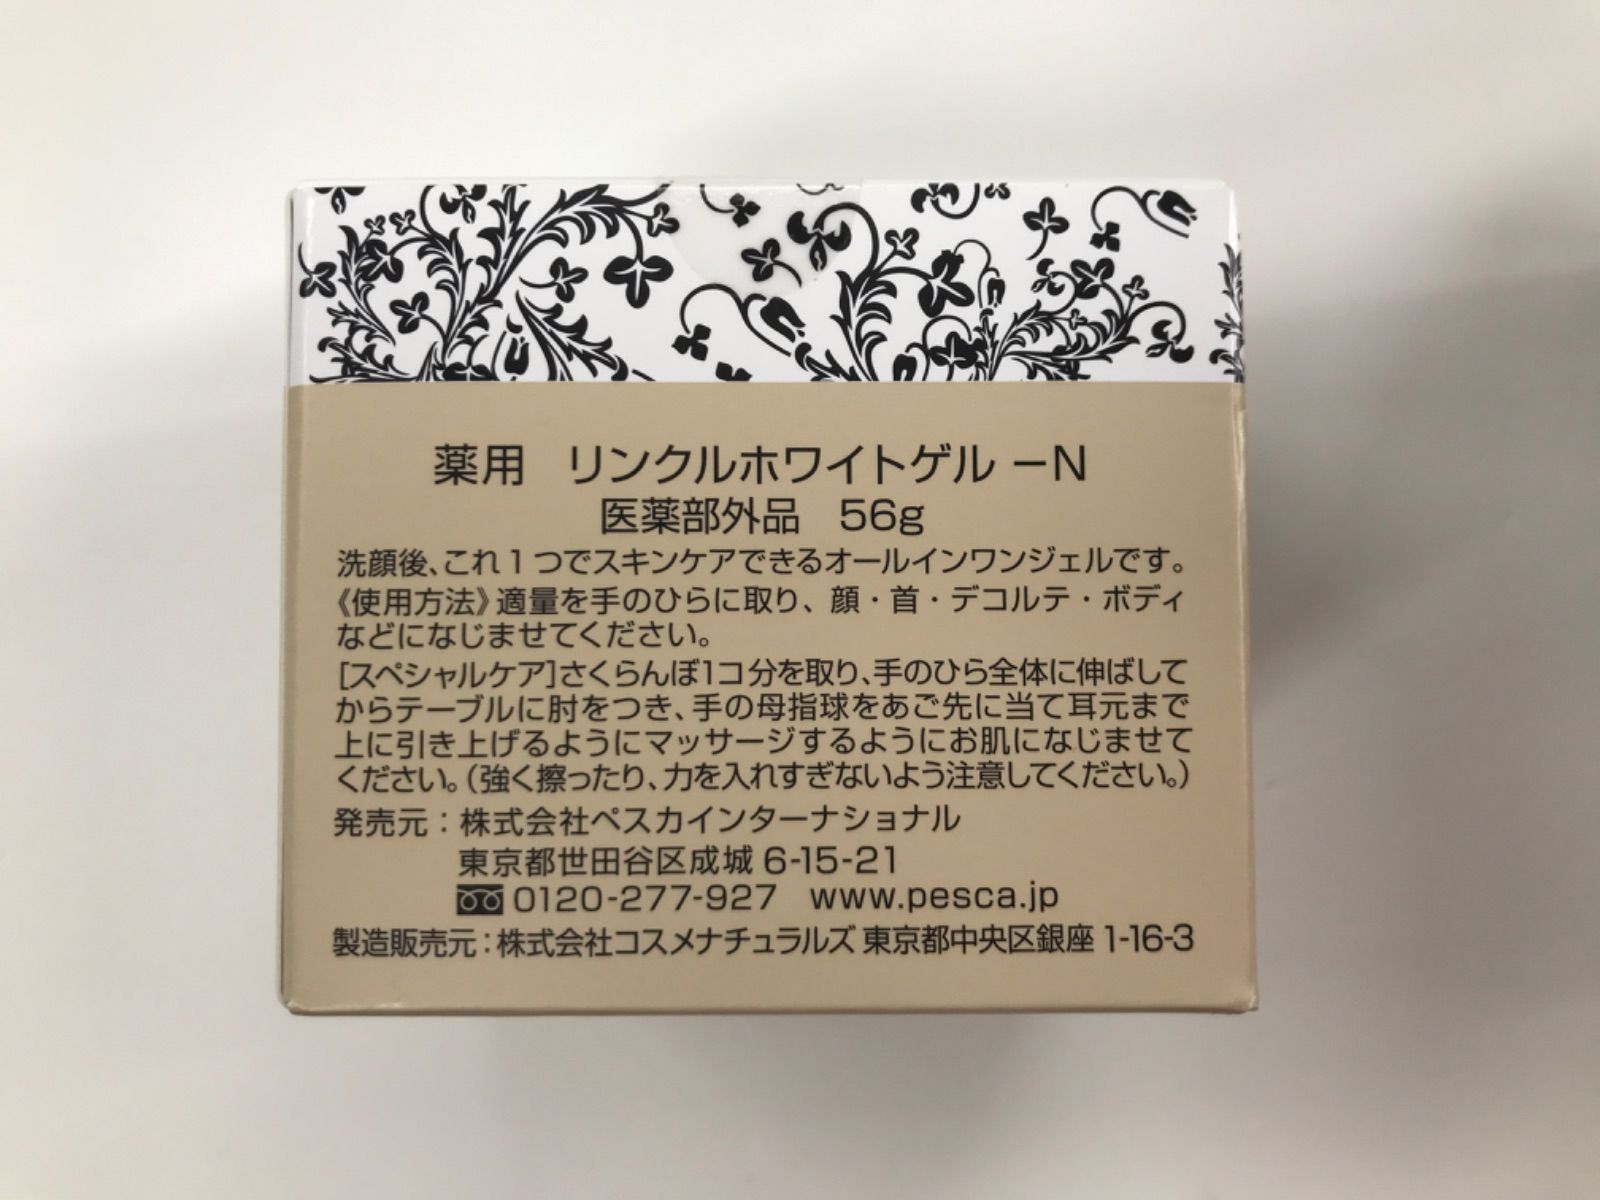 薬用 リンクルホワイトゲル －N
医薬部外品 56g
洗顔後、これ1つでスキンケアできるオールインワンジェルです。
《使用方法》適量を手のひらに取り、顔・首・デコルテ・ボディ
などになじませてください。
[スペシャルケア]さくらんぼ1コ分を取り、手のひら全体に伸ばして
からテーブルに肘をつき、手の母指球をあご先に当て耳元まで
上に引き上げるようにマッサージするようにお肌になじませて
ください。(強く擦ったり、力を入れすぎないよう注意してください。)
発売元：株式会社ペスカインターナショナル
東京都世田谷区成城 6-15-21
0120-277-927 www.pesca.jp
製造販売元：株式会社コスメナチュラルズ 東京都中央区銀座 1-16-3